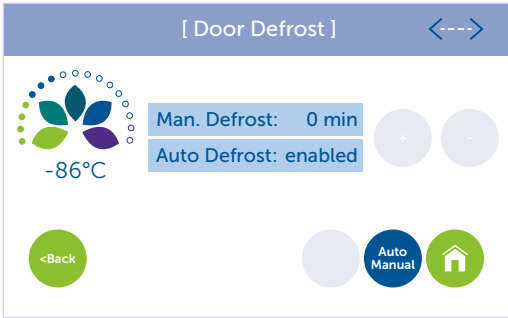 [ Door Defrost ]
<---->
Man. Defrost: 0 min
+ -
Auto Defrost: enabled
-86°C
<Back
Auto
Manual